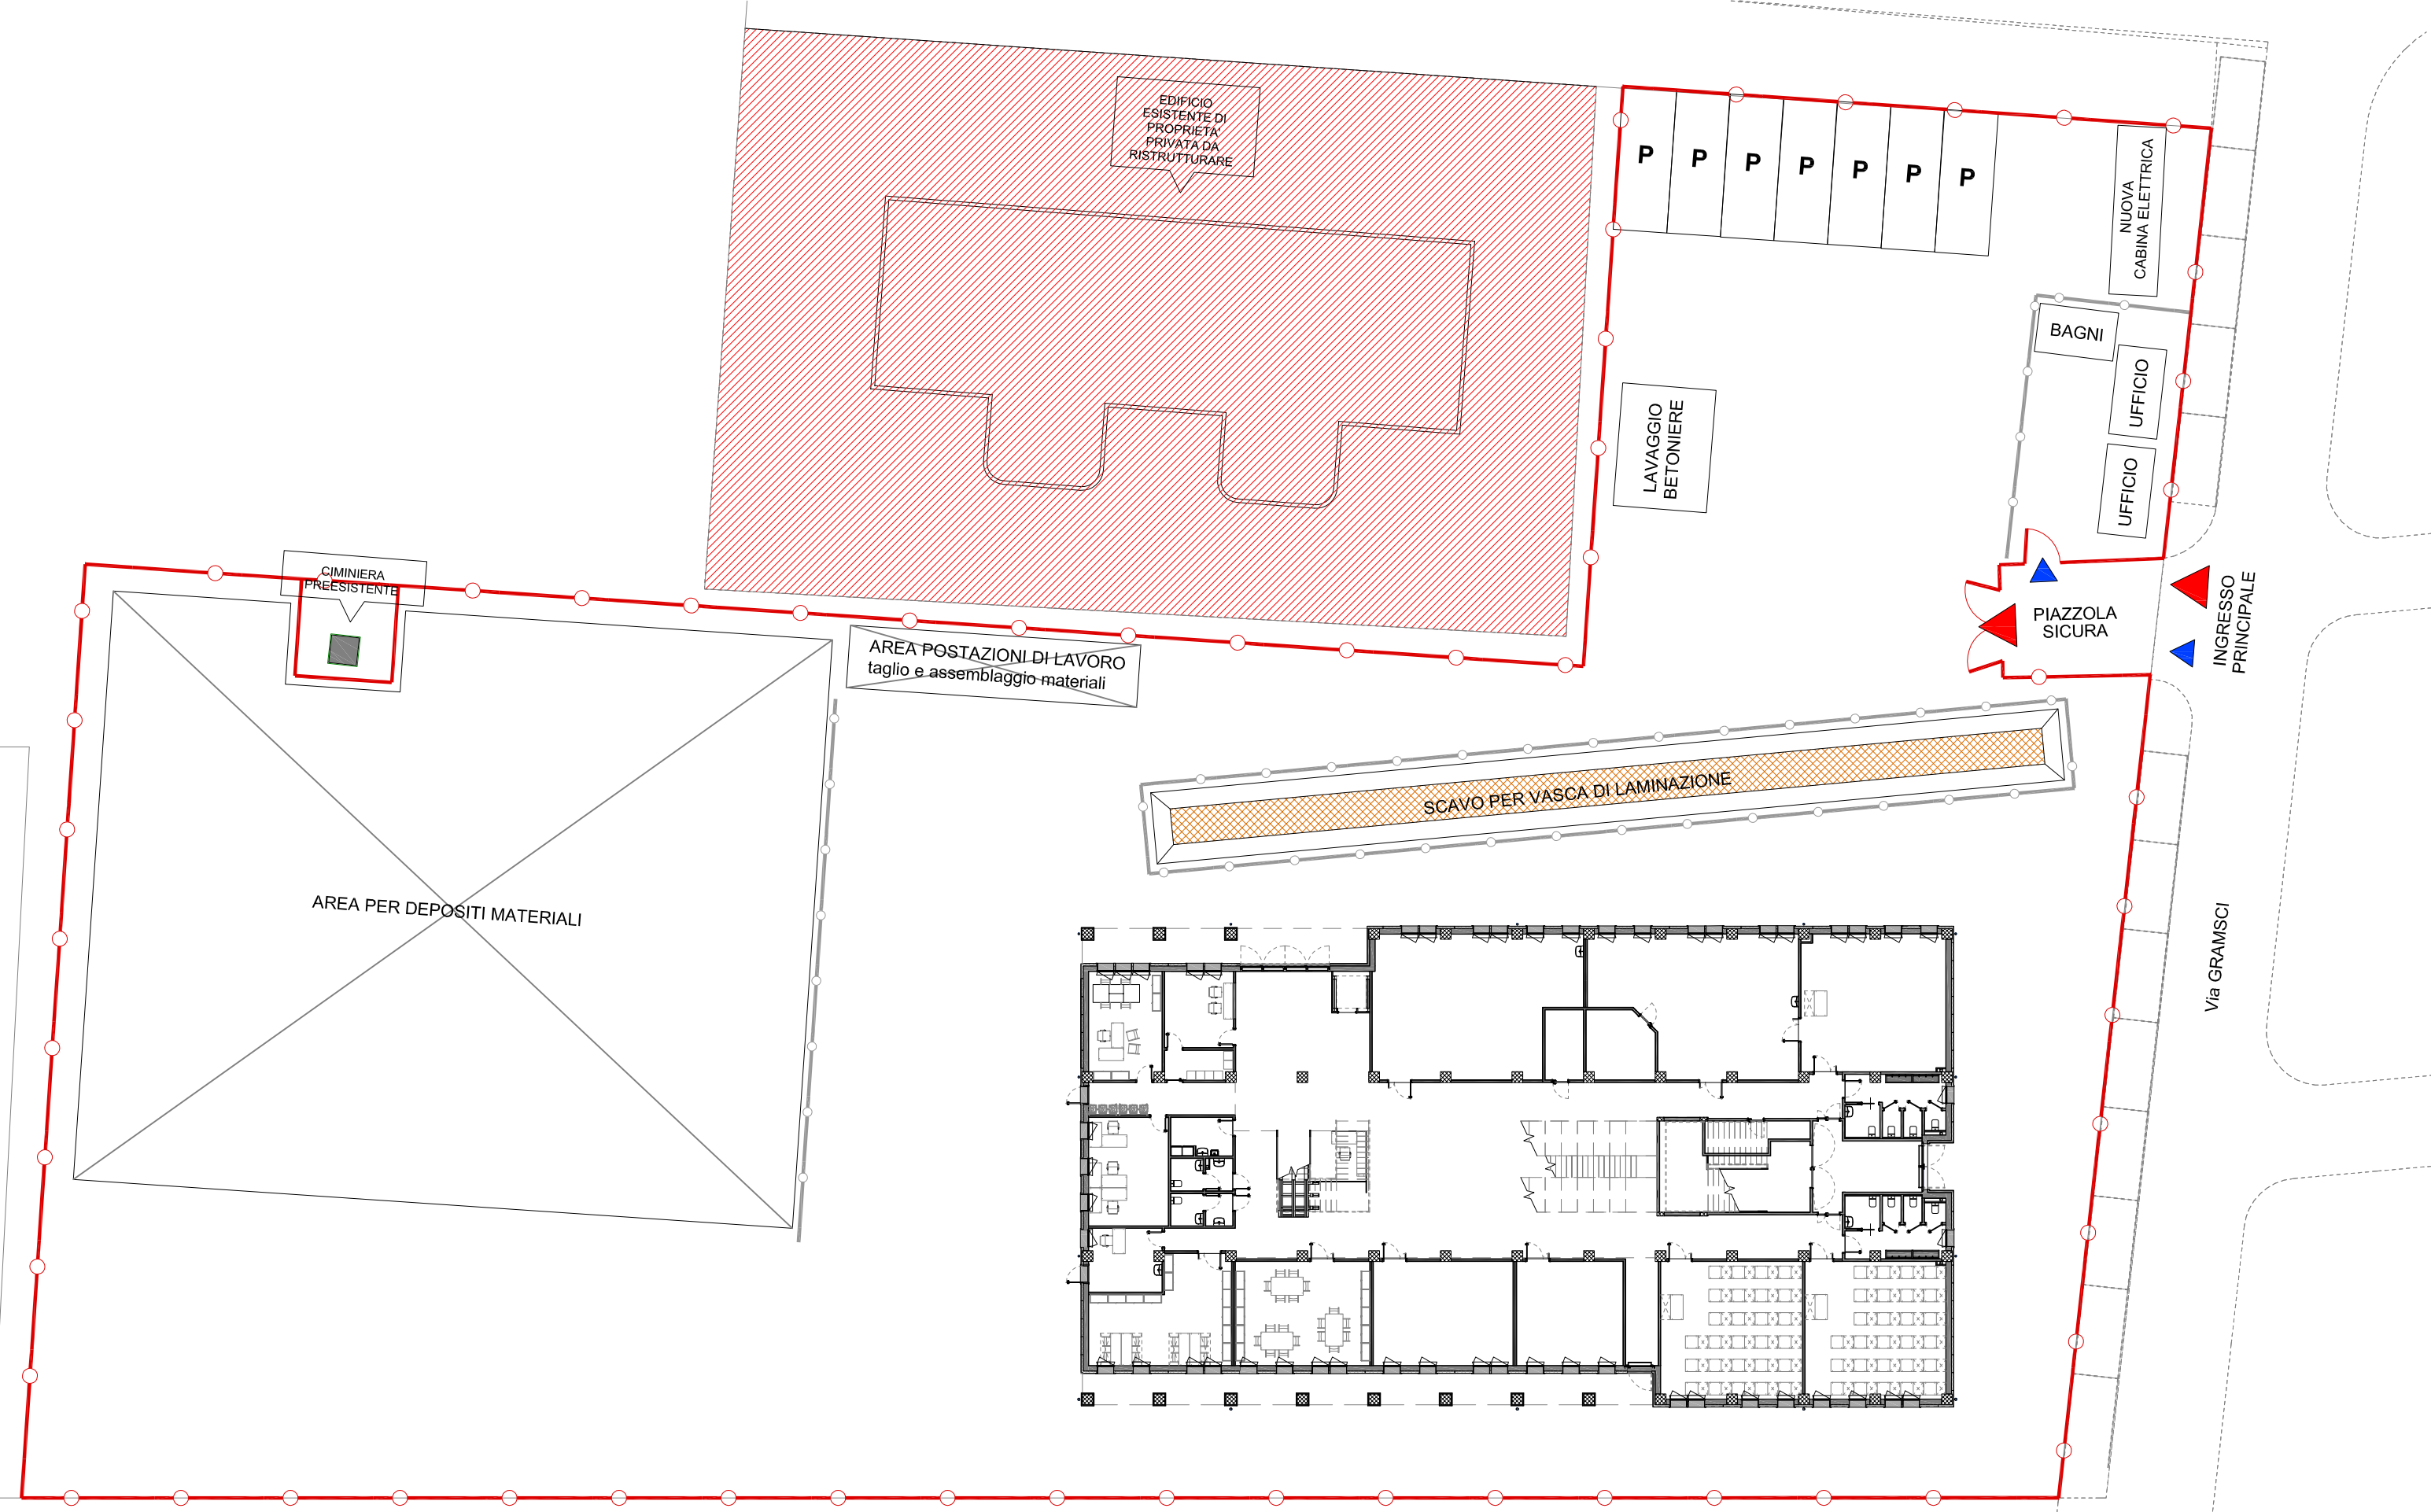 EDIFICIO
ESISTENTE DI
PROPRIETA'
PRIVATA DA
RISTRUTTURARE
P P P P P P P
NUOVA
CABINA ELETTRICA
BAGNI
UFFICIO
UFFICIO
LAVAGGIO
BETONIERE
CIMINIERA
PREESISTENTE
PIAZZOLA
SICURA
INGRESSO
PRINCIPALE
AREA POSTAZIONI DI LAVORO
taglio e assemblaggio materiali
SCAVO PER VASCA DI LAMINAZIONE
AREA PER DEPOSITI MATERIALI
Via GRAMSCI